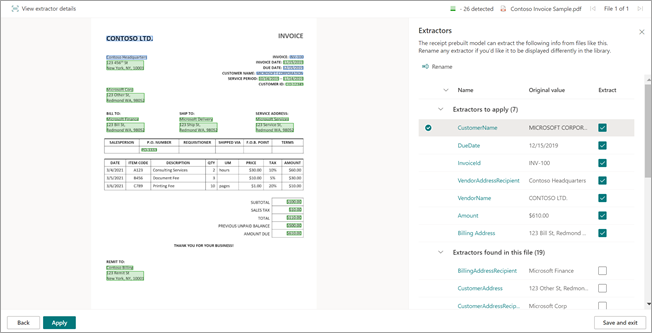 View extractor details
- 26 detected
Contoso Invoice Sample.pdf
File 1 of 1
CONTOSO LTD.
INVOICE
Contoso Headquarters
123 456th St
New York, NY, 10001
INVOICE: INV-100
INVOICE DATE: 11/15/2019
DUE DATE: 12/15/2019
CUSTOMER NAME: MICROSOFT CORPORATION
SERVICE PERIOD: 10/14/2019 - 11/14/2019
CUSTOMER ID: CID-12345
Microsoft Corp
123 Other St,
Redmond WA, 98052
BILL TO:
Microsoft Finance
123 Bill St,
Redmond WA, 98052
SHIP TO:
Microsoft Delivery
123 Ship St,
Redmond WA, 98052
SERVICE ADDRESS:
Microsoft Services
123 Service St,
Redmond WA, 98052
SALESPERSON P.O. NUMBER REQUISITIONER SHIPPED VIA F.O.B. POINT TERMS
PO-3333
DATE ITEM CODE DESCRIPTION QTY UM PRICE TAX AMOUNT
3/4/2021 A123 Consulting Services 2 hours $30.00 10% $60.00
3/5/2021 B456 Document Fee 3 $10.00 5% $30.00
3/6/2021 C789 Printing Fee 10 pages $1.00 20% $10.00
SUBTOTAL $100.00
SALES TAX $10.00
TOTAL $110.00
PREVIOUS UNPAID BALANCE $500.00
AMOUNT DUE $610.00
THANK YOU FOR YOUR BUSINESS!
REMIT TO:
Contoso Billing
123 Remit St
New York, NY, 10001
Extractors
The receipt prebuilt model can extract the following info from files like this.
Rename any extractor if you'd like it to be displayed differently in the library.
Rename
Name Original value Extract
Extractors to apply (7)
CustomerName MICROSOFT CORPOR...
DueDate 12/15/2019
InvoiceId INV-100
VendorAddressRecipient Contoso Headquarters
VendorName CONTOSO LTD.
Amount $610.00
Billing Address 123 Bill St, Redmond ...
Extractors found in this file (19)
BillingAddressRecipient Microsoft Finance
CustomerAddress 123 Other St, Redmon...
CustomerAddressRecip... Microsoft Corp
Back
Apply
Save and exit